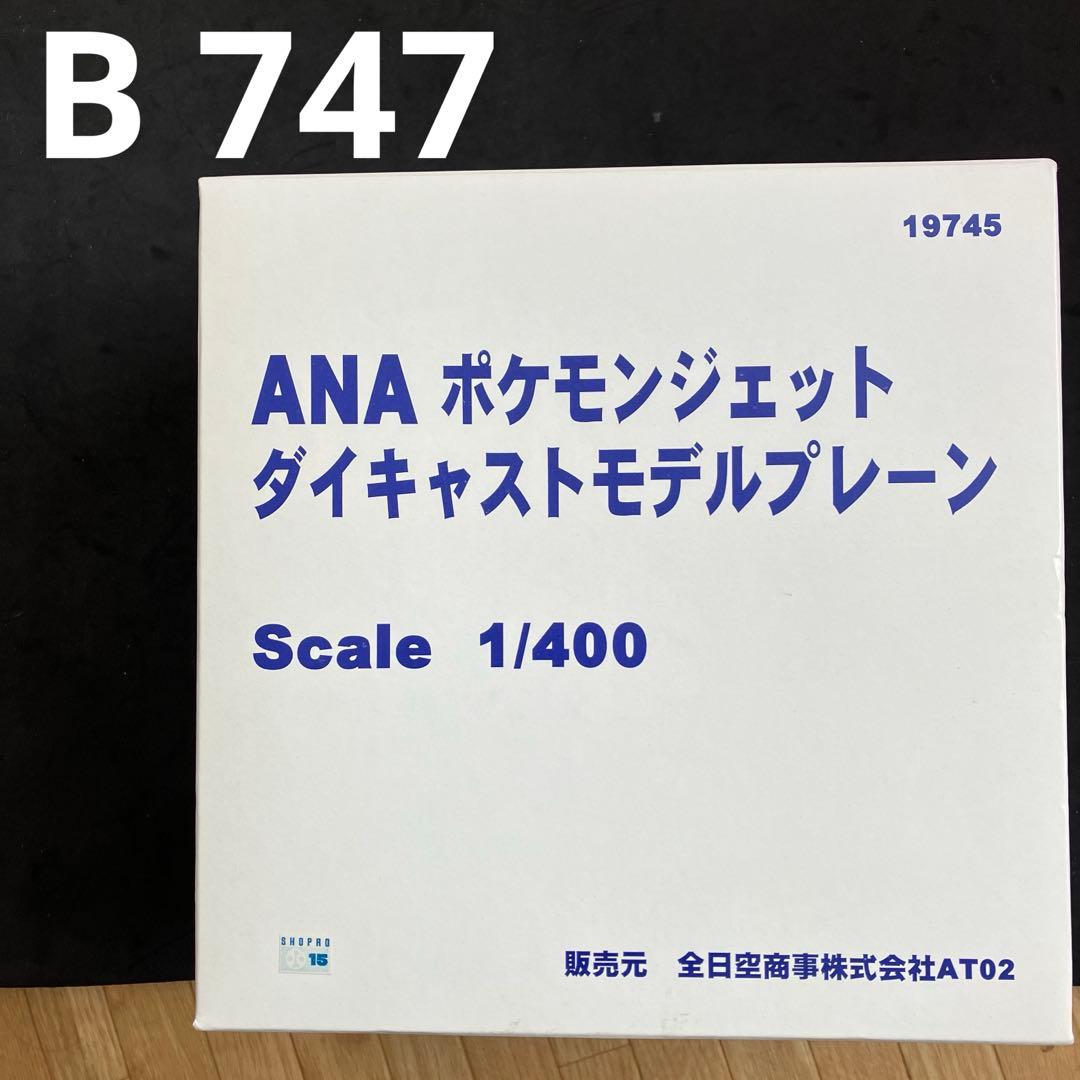 B 747
19745
ANA ポケモンジェット
ダイキャストモデルプレーン
Scale 1/400
SHOPRO
15
販売元 全日空商事株式会社AT02